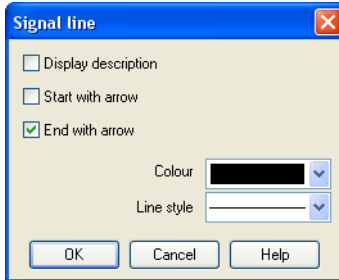 Signal line
Display description
Start with arrow
End with arrow
Colour
Line style
OK Cancel Help